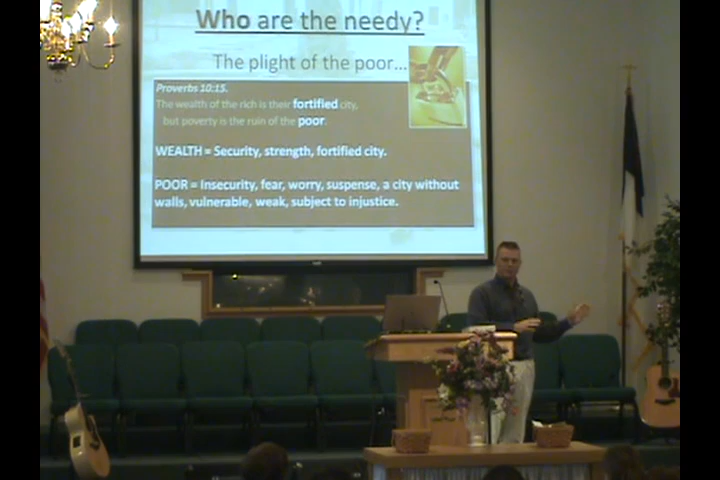 Who are the needy?
The plight of the poor...
Proverbs 10:15.
The wealth of the rich is their fortified city,
but poverty is the ruin of the poor.
WEALTH = Security, strength, fortified city.
POOR = Insecurity, fear, worry, suspense, a city without
walls, vulnerable, weak, subject to injustice.